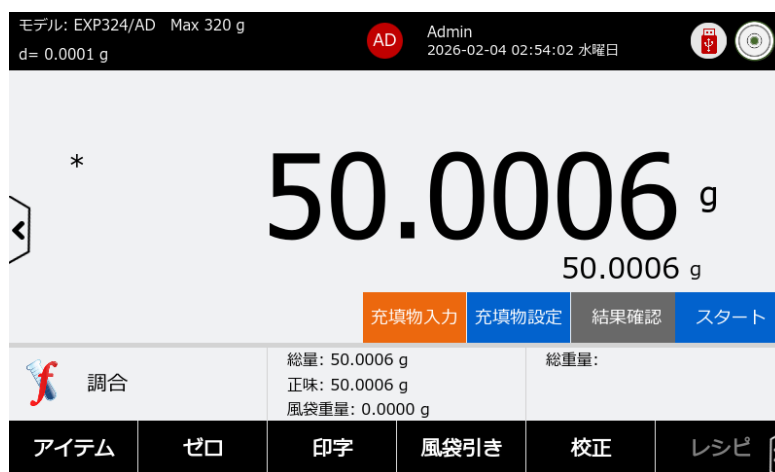 モデル: EXP324/AD Max 320 g
d= 0.0001 g
AD
Admin
2026-02-04 02:54:02 水曜日
*
50.0006 g
50.0006 g
充填物入力 充填物設定 結果確認 スタート
調合
総量: 50.0006 g
正味: 50.0006 g
風袋重量: 0.0000 g
総重量:
アイテム ゼロ 印字 風袋引き 校正 レシピ